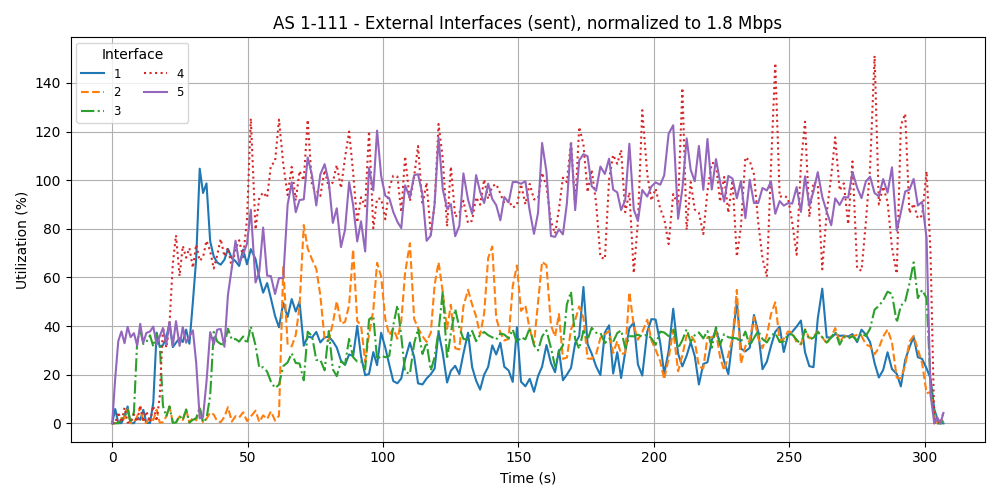 AS 1-111 - External Interfaces (sent), normalized to 1.8 Mbps
Interface
1
2
3
4
5
Utilization (%)
140
120
100
80
60
40
20
0
0 50 100 150 200 250 300
Time (s)